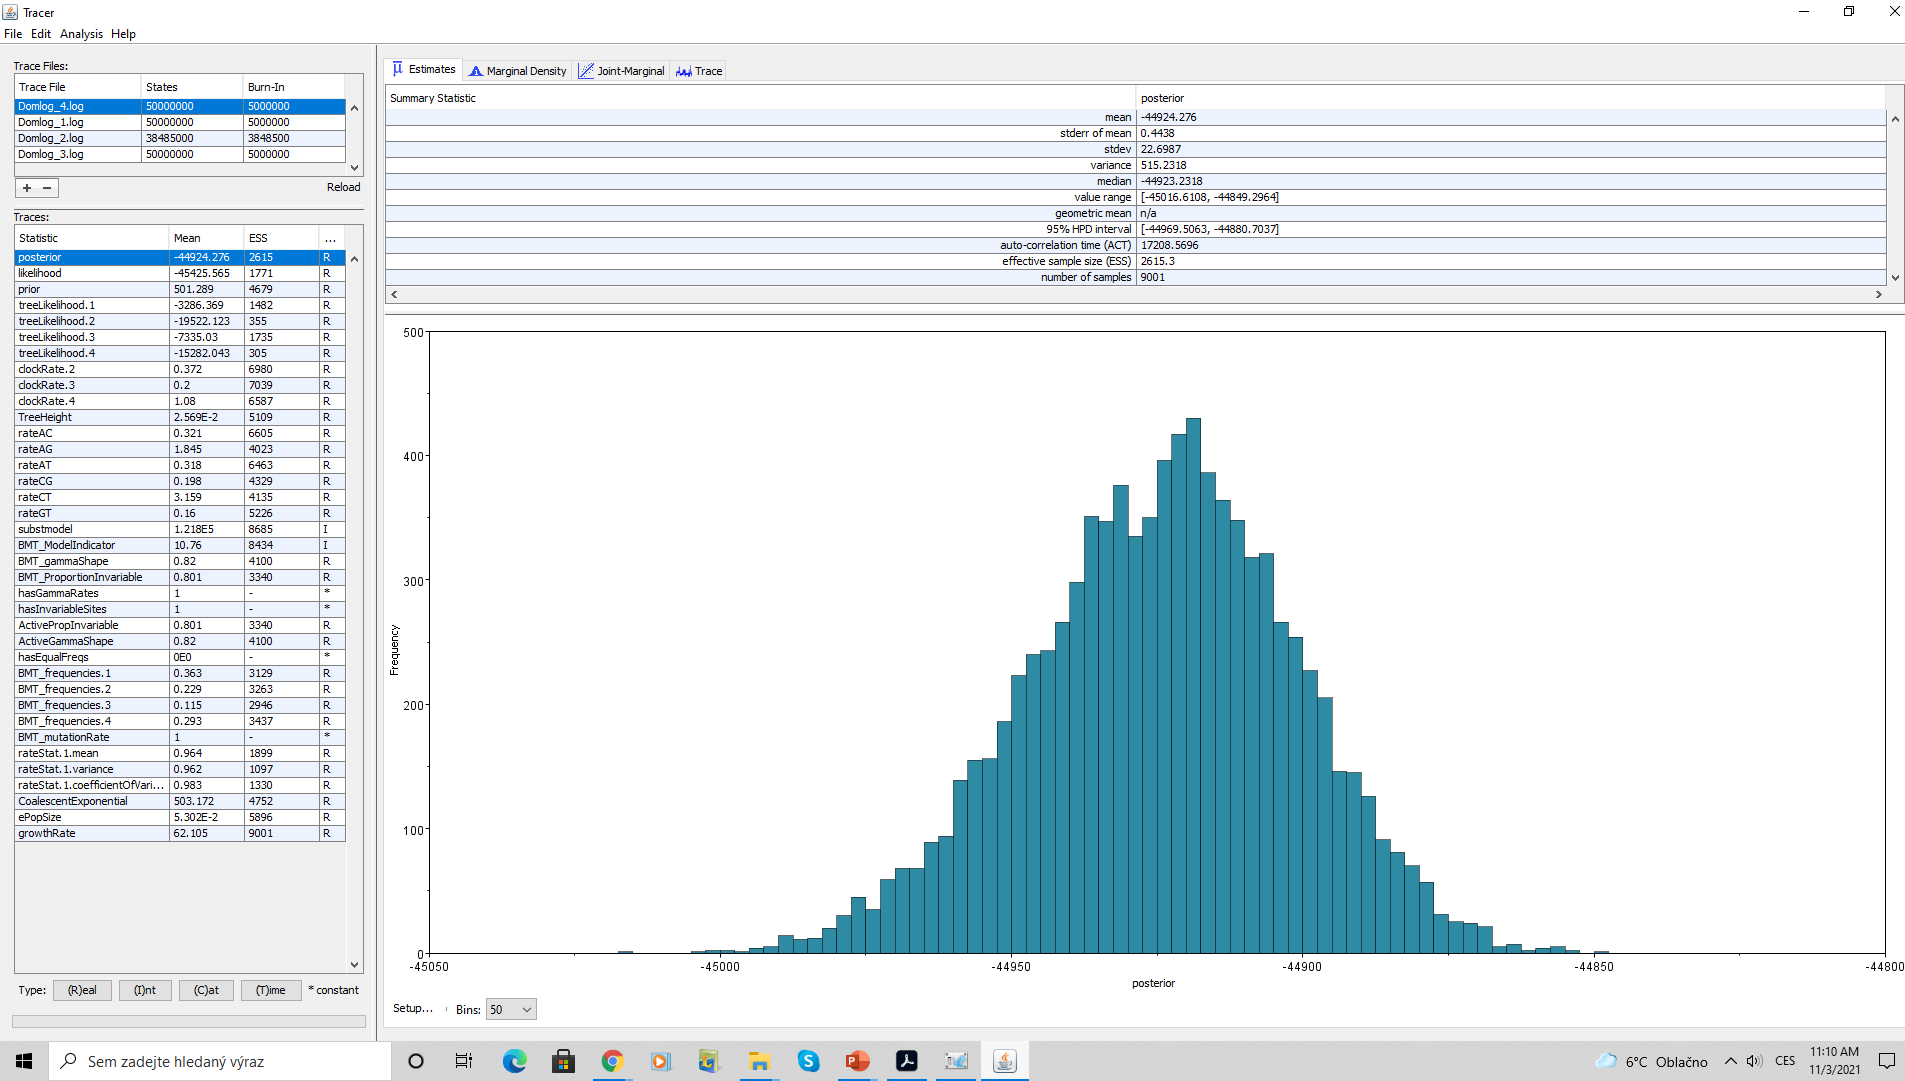 Tracer
File Edit Analysis Help
Trace Files:
Trace File States Burn-In
Domlog_4.log 50000000 5000000
Domlog_1.log 50000000 5000000
Domlog_2.log 38485000 3848500
Domlog_3.log 50000000 5000000
+ − Reload
Traces:
Statistic Mean ESS ...
posterior -44924.276 2615 R
likelihood -45425.565 1771 R
prior 501.289 4679 R
treeLikelihood.1 -3286.369 1482 R
treeLikelihood.2 -19522.123 355 R
treeLikelihood.3 -7335.03 1735 R
treeLikelihood.4 -15282.043 305 R
clockRate.2 0.372 6980 R
clockRate.3 0.2 7039 R
clockRate.4 1.08 6587 R
TreeHeight 2.569E-2 5109 R
rateAC 0.321 6605 R
rateAG 1.845 4023 R
rateAT 0.318 6463 R
rateCG 0.198 4329 R
rateCT 3.159 4135 R
rateGT 0.16 5226 R
substmodel 1.218E5 8685 I
BMT_ModelIndicator 10.76 8434 I
BMT_gammaShape 0.82 4100 R
BMT_ProportionInvariable 0.801 3340 R
hasGammaRates 1 - *
hasInvariableSites 1 - *
ActivePropInvariable 0.801 3340 R
ActiveGammaShape 0.82 4100 R
hasEqualFreqs 0E0 - *
BMT_frequencies.1 0.363 3129 R
BMT_frequencies.2 0.229 3263 R
BMT_frequencies.3 0.115 2946 R
BMT_frequencies.4 0.293 3437 R
BMT_mutationRate 1 - *
rateStat.1.mean 0.964 1899 R
rateStat.1.variance 0.962 1097 R
rateStat.1.coefficientOfVari... 0.983 1330 R
CoalescentExponential 503.172 4752 R
ePopSize 5.302E-2 5896 R
growthRate 62.105 9001 R
Type: (R)eal (I)nt (C)at (T)ime * constant
Estimates Marginal Density Joint-Marginal Trace
Summary Statistic posterior
mean -44924.276
stderr of mean 0.4438
stdev 22.6987
variance 515.2318
median -44923.2318
value range [-45016.6108, -44849.2964]
geometric mean n/a
95% HPD interval [-44969.5063, -44880.7037]
auto-correlation time (ACT) 17208.5696
effective sample size (ESS) 2615.3
number of samples 9001
500
400
300
200
100
0
Frequency
-45050 -45000 -44950 -44900 -44850 -44800
posterior
Setup... Bins: 50
Sem zadejte hledaný výraz
6°C Oblačno CES 11:10 AM
11/3/2021